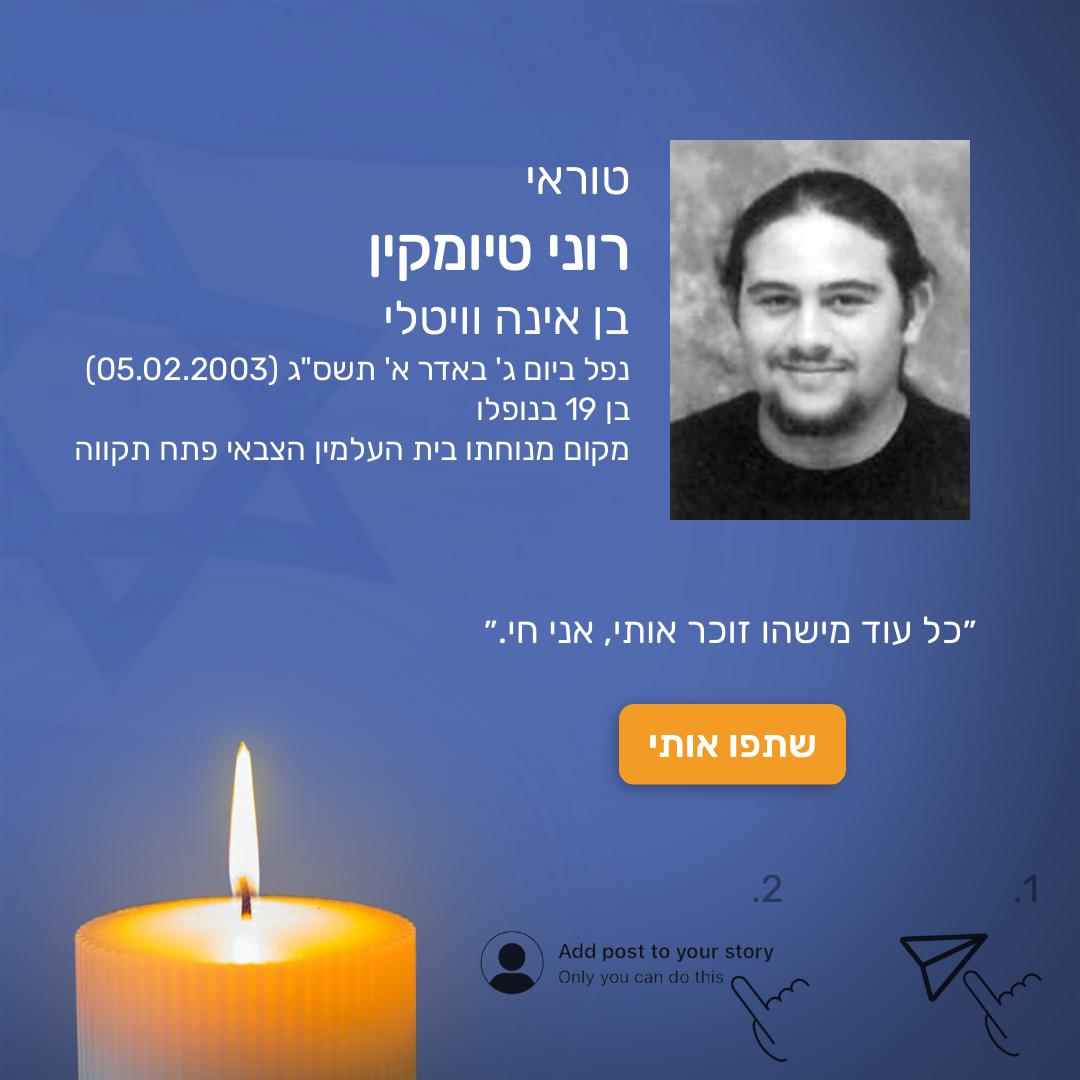 טוראי
רוני טיומקין
בן אינה וויטלי
נפל ביום ג' באדר א' תשס"ג (05.02.2003)
בן 19 בנופלו
מקום מנוחתו בית העלמין הצבאי פתח תקווה
״כל עוד מישהו זוכר אותי, אני חי.״
שתפו אותי
.1
.2
Add post to your story
Only you can do this